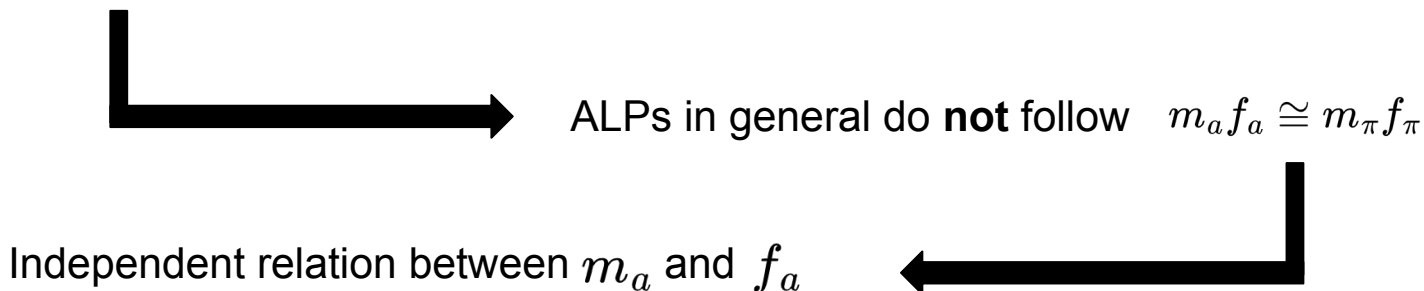 ALPs in general do not follow $m_a f_a \cong m_\pi f_\pi$
Independent relation between $m_a$ and $f_a$